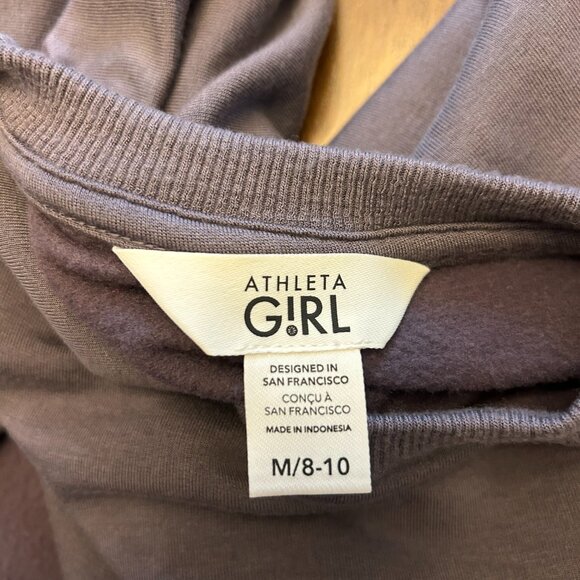 ATHLETA
G!RL
DESIGNED IN
SAN FRANCISCO
CONÇU À
SAN FRANCISCO
MADE IN INDONESIA
M/8-10